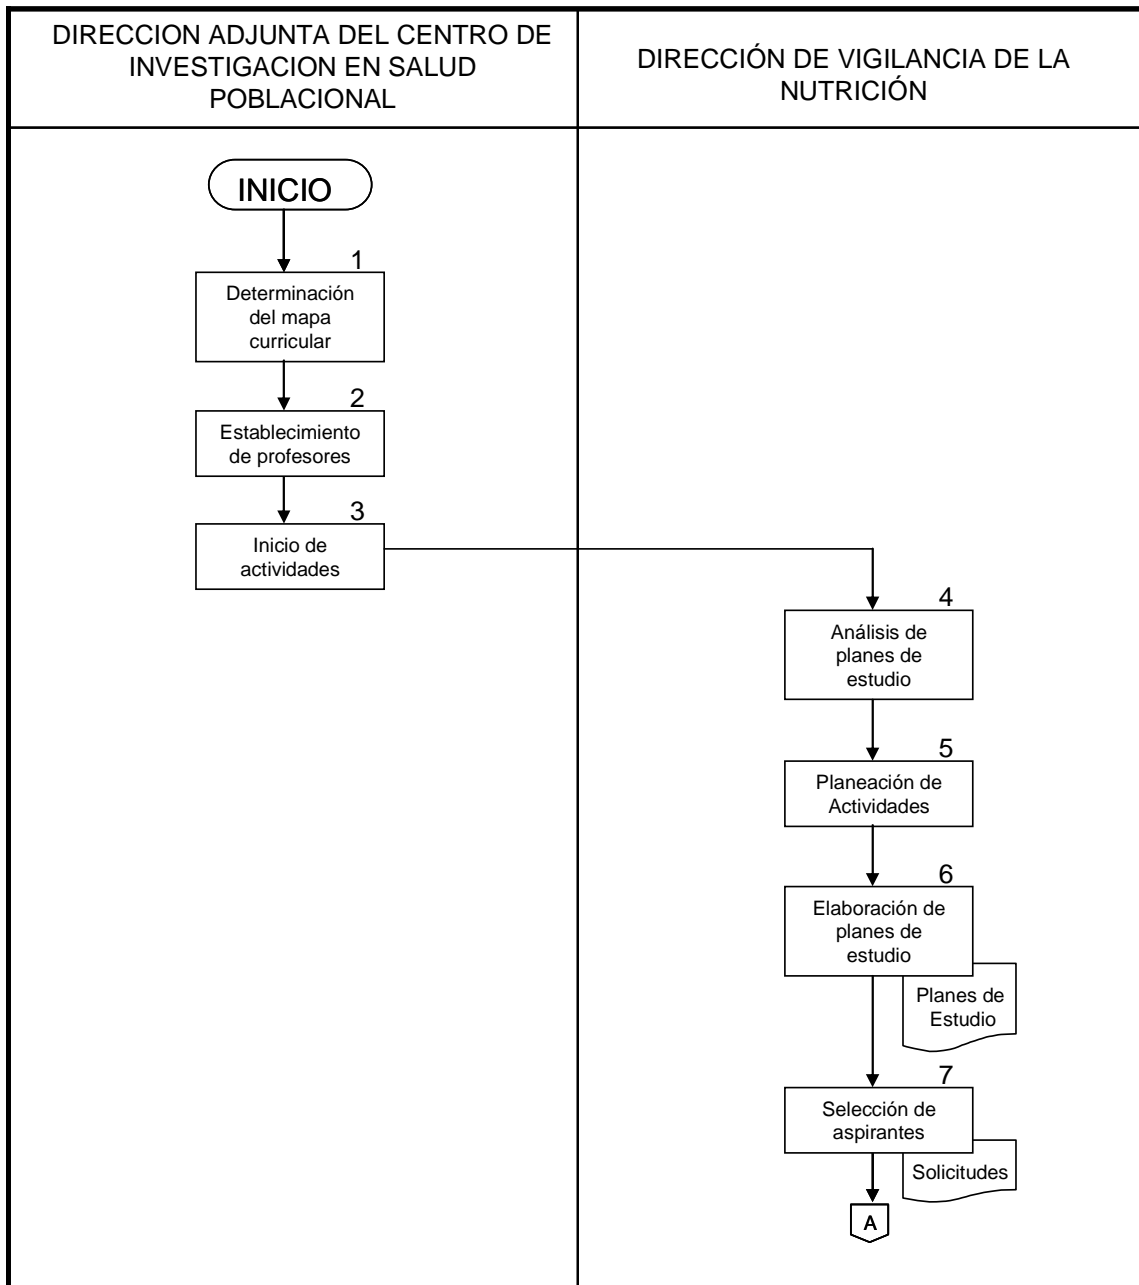 DIRECCION ADJUNTA DEL CENTRO DE
INVESTIGACION EN SALUD
POBLACIONAL
DIRECCIÓN DE VIGILANCIA DE LA
NUTRICIÓN
INICIO
1
Determinación
del mapa
curricular
2
Establecimiento
de profesores
3
Inicio de
actividades
4
Análisis de
planes de
estudio
5
Planeación de
Actividades
6
Elaboración de
planes de
estudio
Planes de
Estudio
7
Selección de
aspirantes
Solicitudes
A